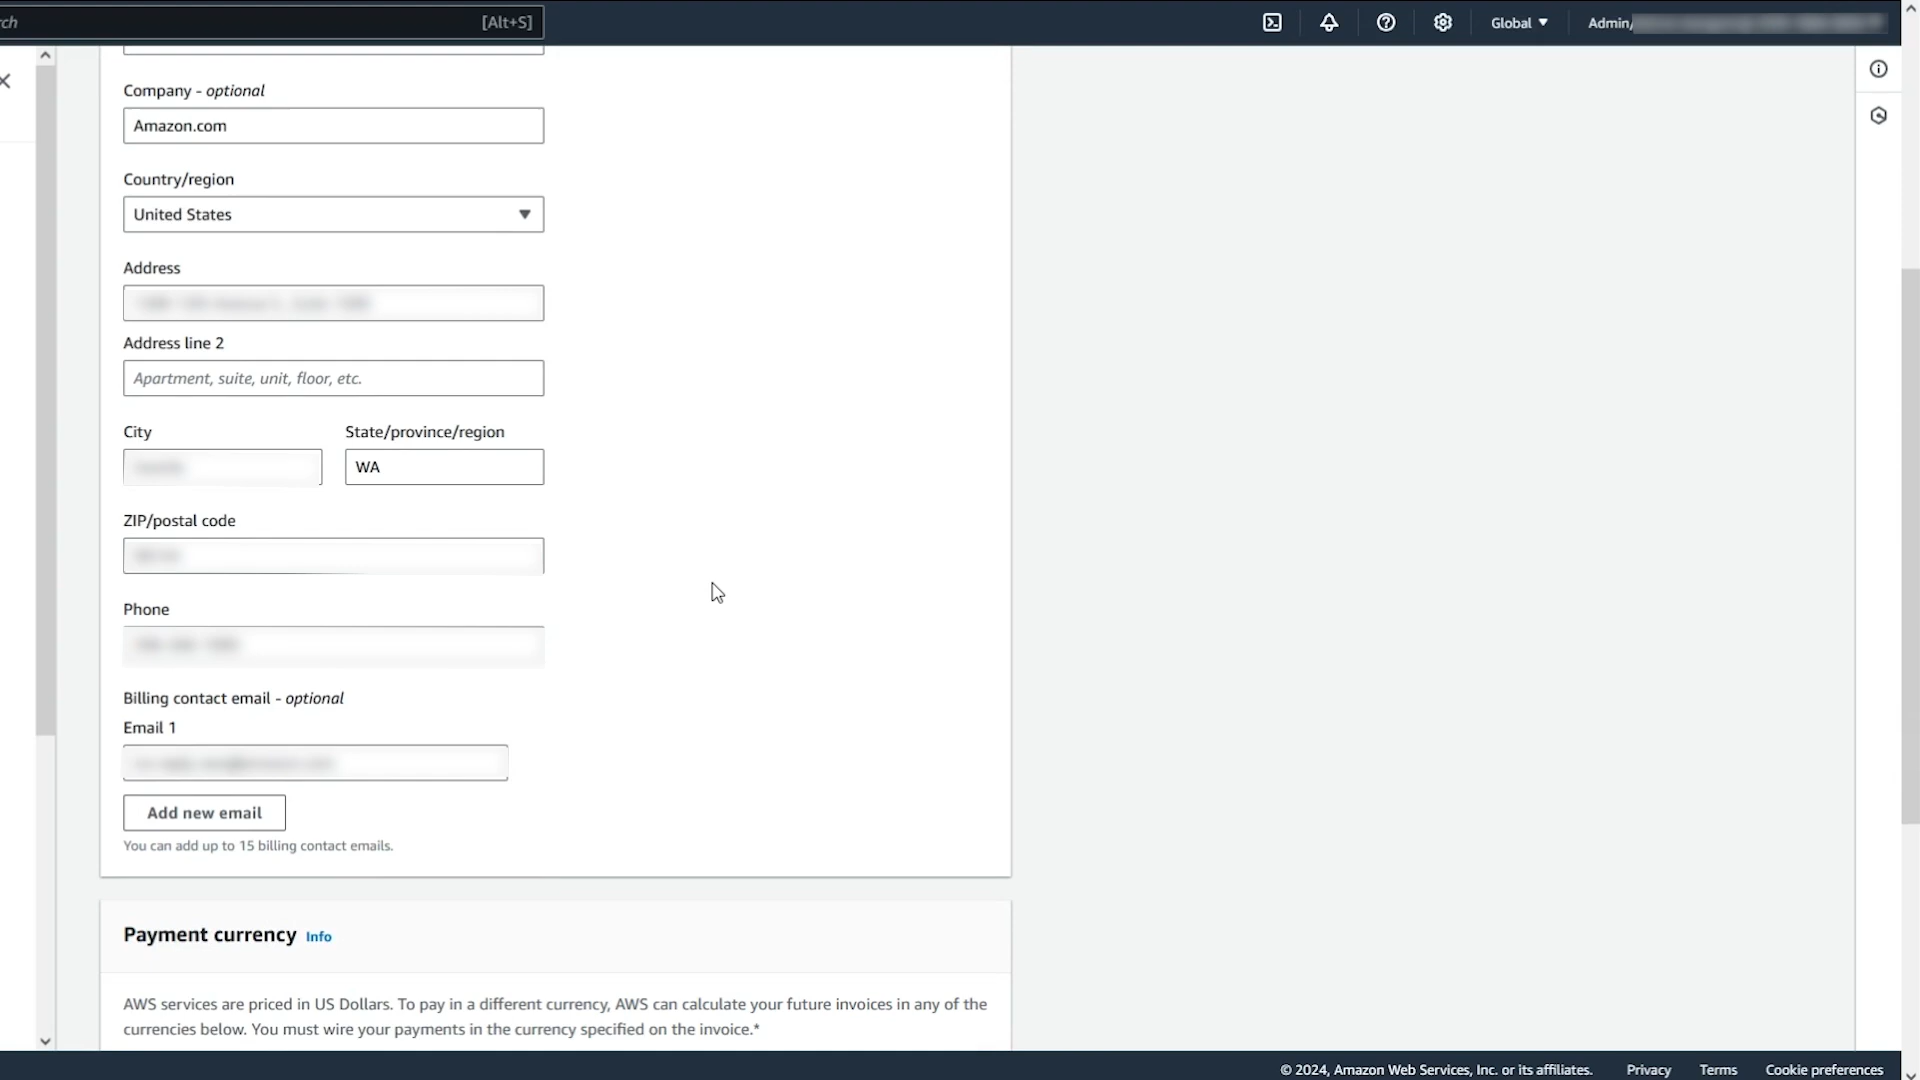 [Alt+S]
Global
Admin/
Company - optional
Amazon.com
Country/region
United States
Address
Address line 2
Apartment, suite, unit, floor, etc.
City State/province/region
WA
ZIP/postal code
Phone
Billing contact email - optional
Email 1
Add new email
You can add up to 15 billing contact emails.
Payment currency Info
AWS services are priced in US Dollars. To pay in a different currency, AWS can calculate your future invoices in any of the
currencies below. You must wire your payments in the currency specified on the invoice.*
© 2024, Amazon Web Services, Inc. or its affiliates. Privacy Terms Cookie preferences